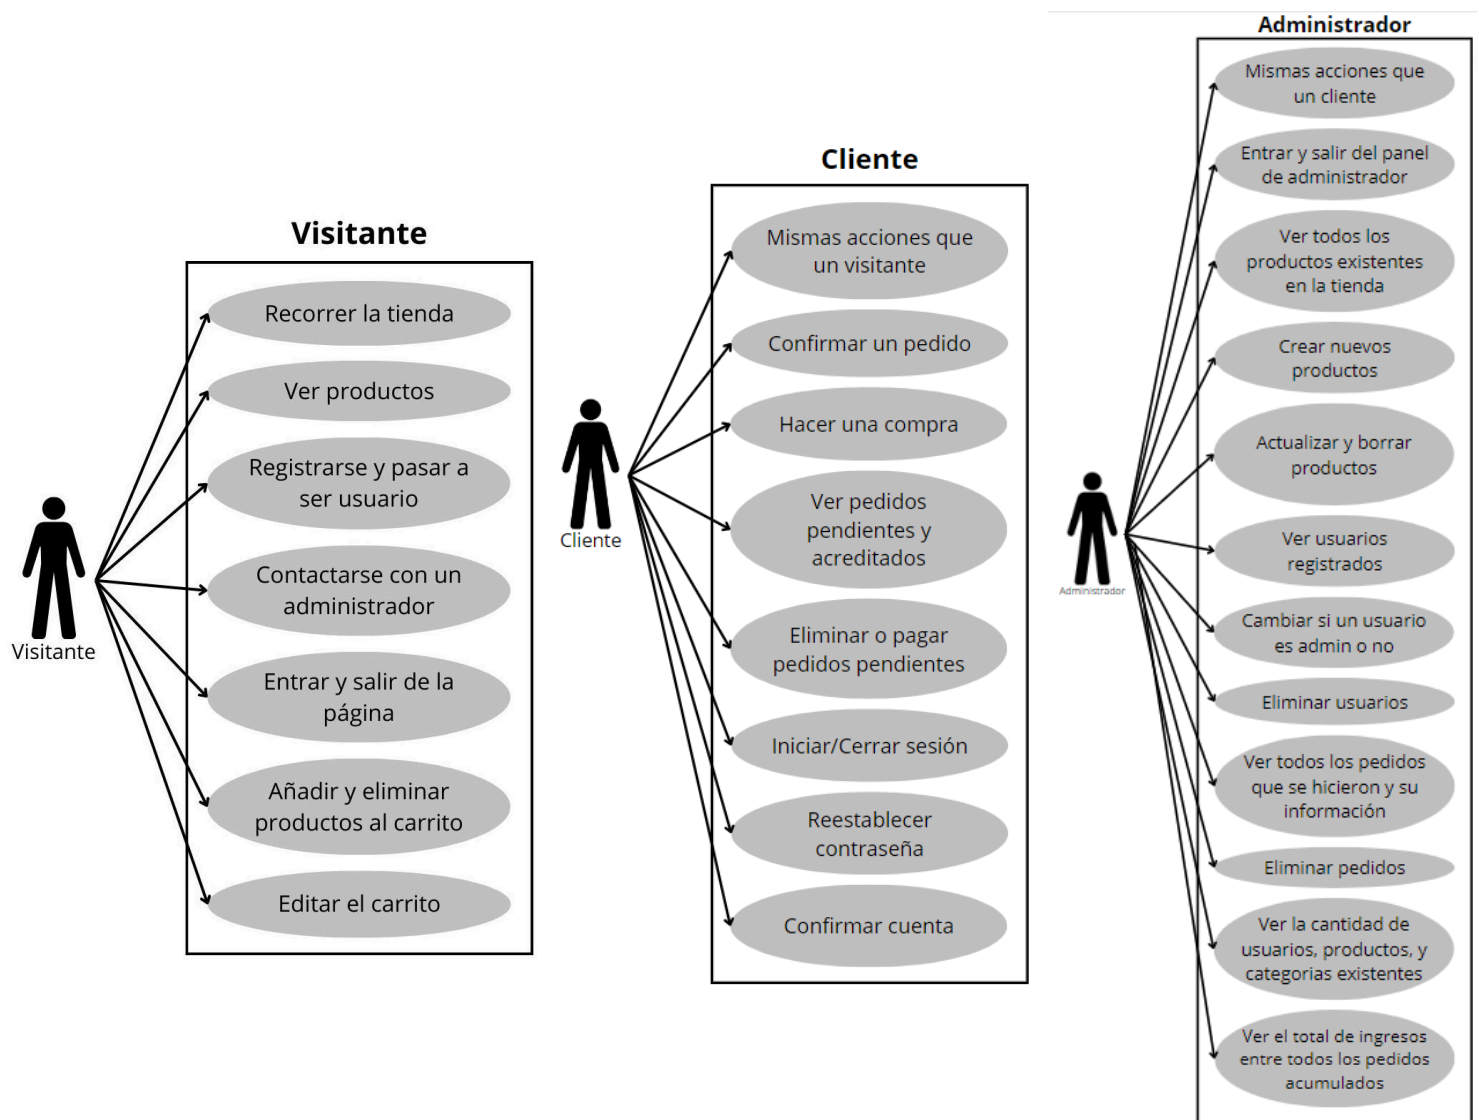 Visitante
Recorrer la tienda
Ver productos
Registrarse y pasar a
ser usuario
Contactarse con un
administrador
Entrar y salir de la
página
Añadir y eliminar
productos al carrito
Editar el carrito
Visitante
Cliente
Mismas acciones que
un visitante
Confirmar un pedido
Hacer una compra
Ver pedidos
pendientes y
acreditados
Eliminar o pagar
pedidos pendientes
Iniciar/Cerrar sesión
Reestablecer
contraseña
Confirmar cuenta
Cliente
Administrador
Mismas acciones que
un cliente
Entrar y salir del panel
de administrador
Ver todos los
productos existentes
en la tienda
Crear nuevos
productos
Actualizar y borrar
productos
Ver usuarios
registrados
Cambiar si un usuario
es admin o no
Eliminar usuarios
Ver todos los pedidos
que se hicieron y su
información
Eliminar pedidos
Ver la cantidad de
usuarios, productos, y
categorias existentes
Ver el total de ingresos
entre todos los pedidos
acumulados
Administrador